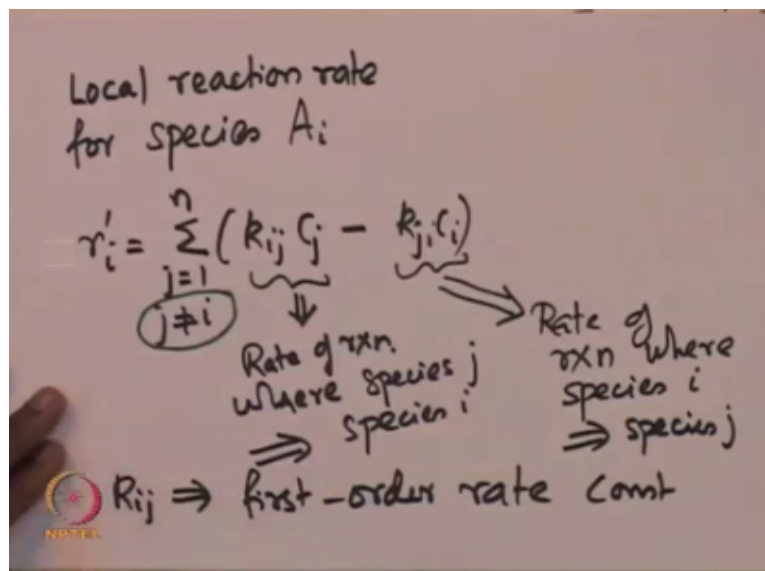 Local reaction rate
for species Ai
n
r'i = Σ ( kij Cj − kji Ci)
j=1
j≠i
⇓
Rate of rxn.
where species j
⇒ species i
⇒
Rate of
rxn where
species i
⇒ species j
kij ⇒ first-order rate const
NPTEL